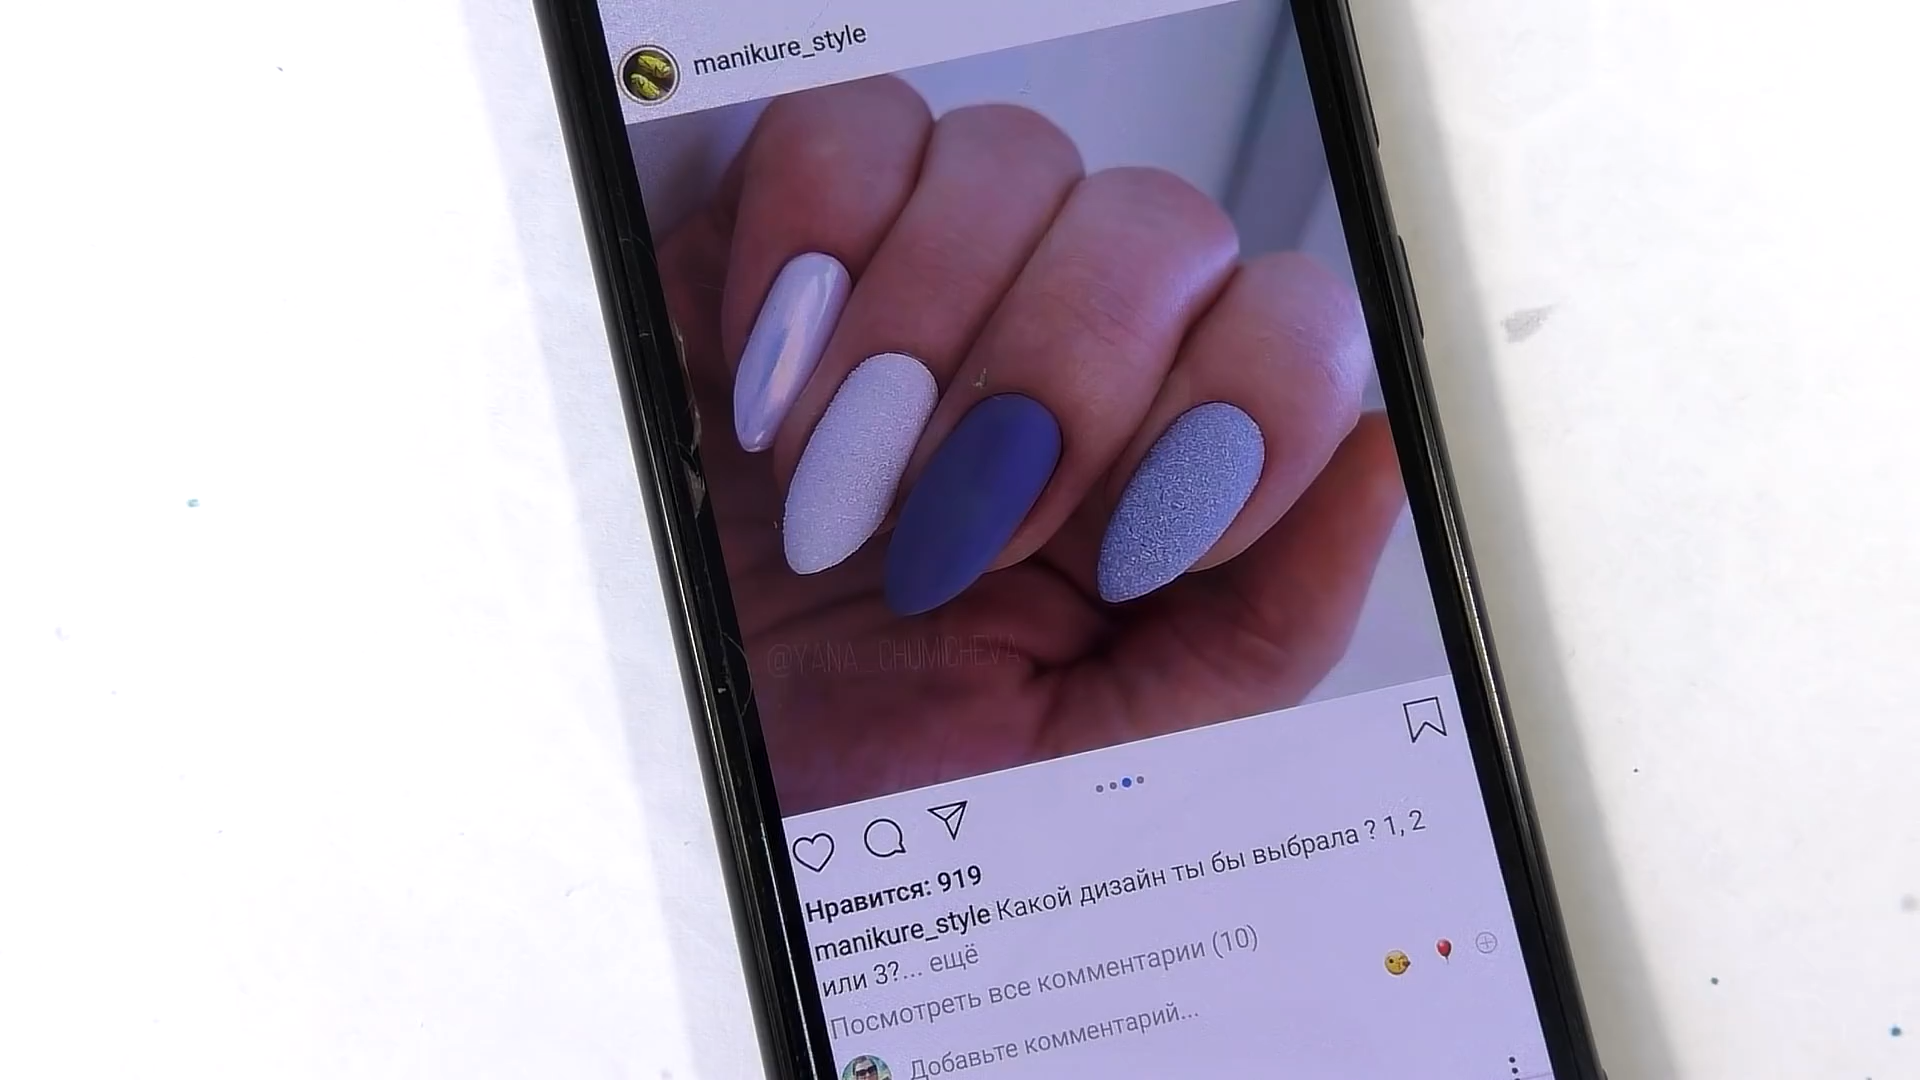 manikure_style
@YANA_CHUMICHEVA
Нравится: 919
manikure_style Какой дизайн ты бы выбрала ? 1, 2
или 3?... ещё
Посмотреть все комментарии (10)
Добавьте комментарий...